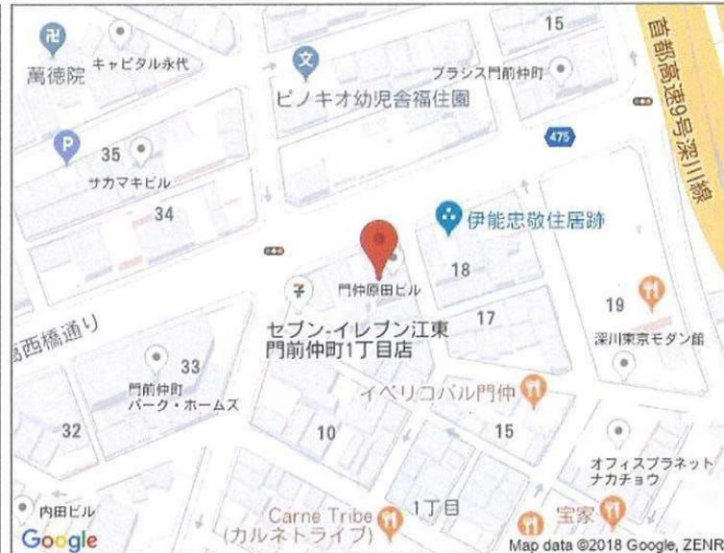 15
萬徳院
キャピタル永代
プラシス門前仲町
ピノキオ幼児舎福住園
首都高速9号深川線
475
P
35
サカマキビル
34
伊能忠敬住居跡
門仲原田ビル
18
19
17
セブン-イレブン江東
門前仲町1丁目店
深川東京モダン館
葛西橋通り
33
門前仲町
パーク・ホームズ
イベリコバル門仲
32
10
15
オフィスプラネット
ナカチョウ
1丁目
内田ビル
Carne Tribe
(カルネトライブ)
宝家
Google
Map data ©2018 Google, ZENR